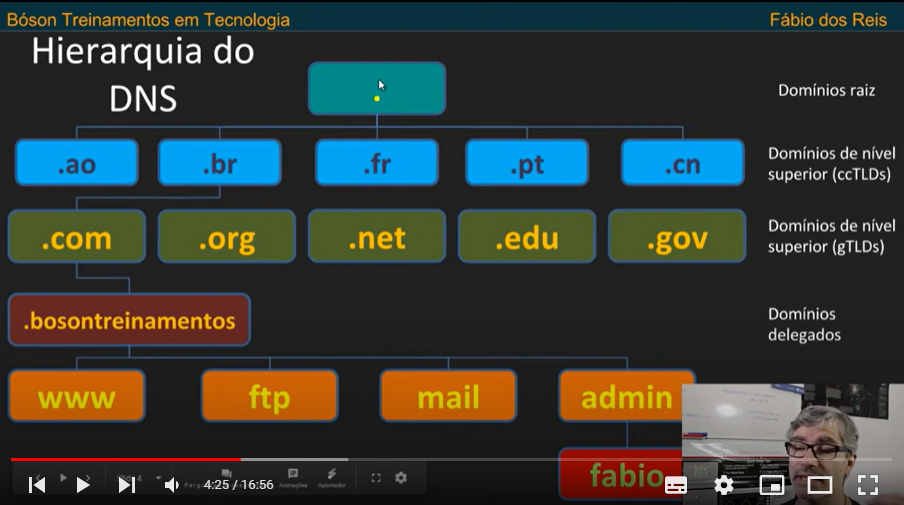 Bóson Treinamentos em Tecnologia
Fábio dos Reis
Hierarquia do
DNS
.
Domínios raiz
.ao
.br
.fr
.pt
.cn
Domínios de nível
superior (ccTLDs)
.com
.org
.net
.edu
.gov
Domínios de nível
superior (gTLDs)
.bosontreinamentos
Domínios
delegados
www
ftp
mail
admin
fabio
Anotações
Apontador
4:25 / 16:56